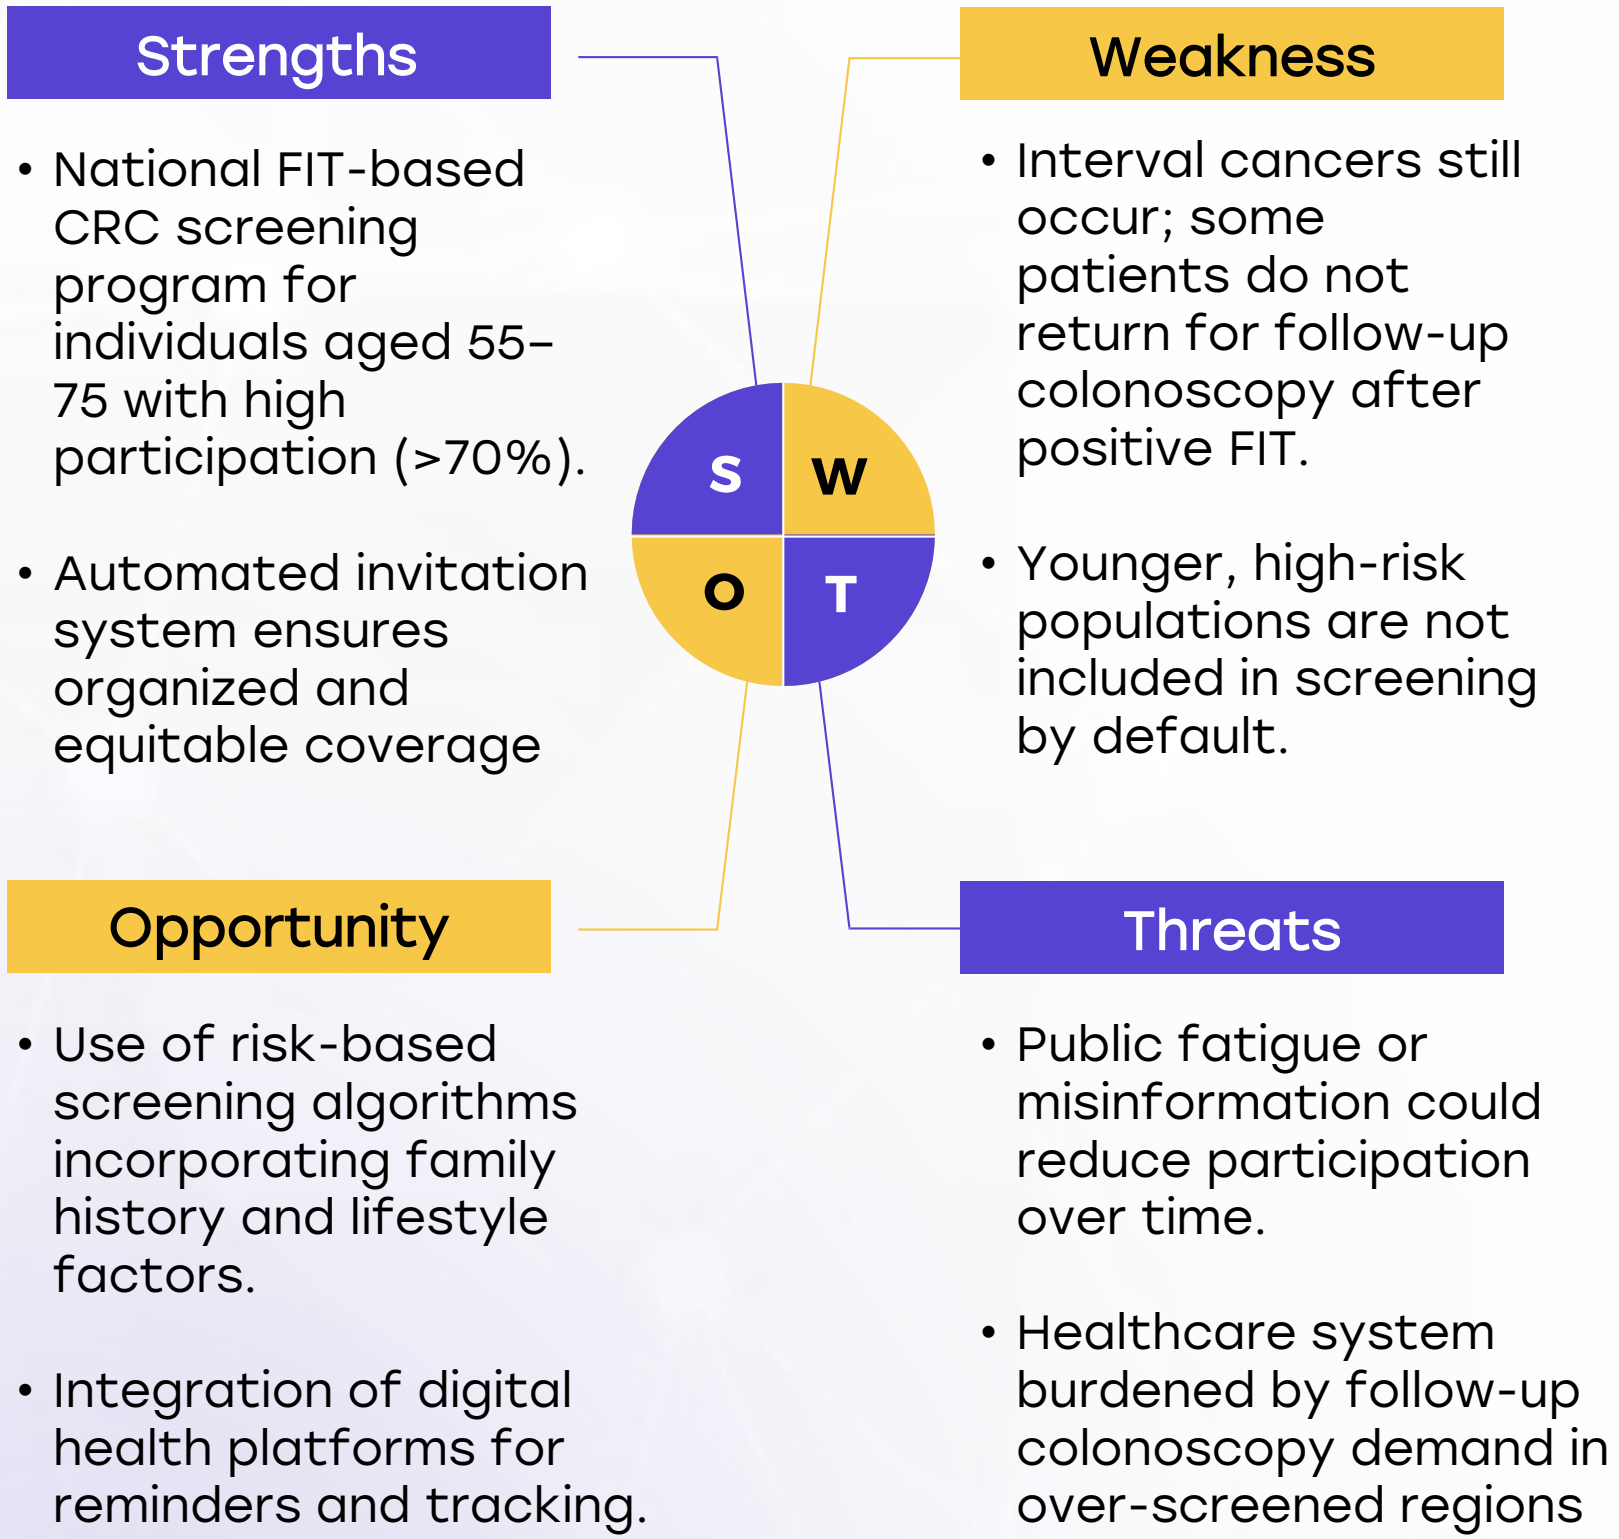 Strengths
• National FIT-based
CRC screening
program for
individuals aged 55–
75 with high
participation (>70%).
• Automated invitation
system ensures
organized and
equitable coverage
Weakness
• Interval cancers still
occur; some
patients do not
return for follow-up
colonoscopy after
positive FIT.
• Younger, high-risk
populations are not
included in screening
by default.
S
W
O
T
Opportunity
• Use of risk-based
screening algorithms
incorporating family
history and lifestyle
factors.
• Integration of digital
health platforms for
reminders and tracking.
Threats
• Public fatigue or
misinformation could
reduce participation
over time.
• Healthcare system
burdened by follow-up
colonoscopy demand in
over-screened regions